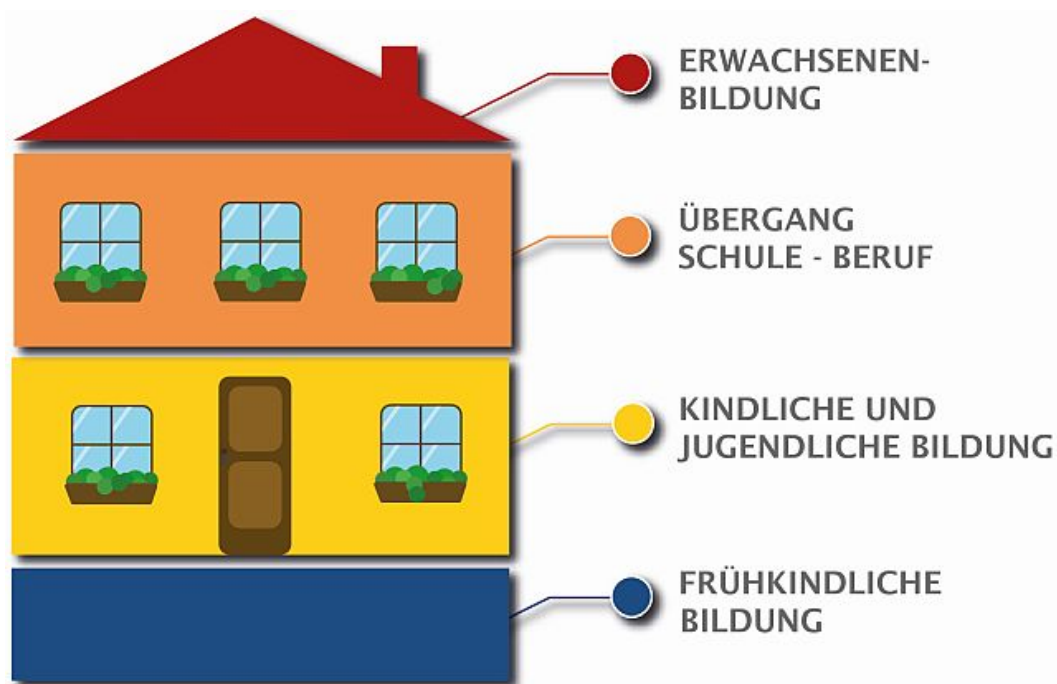 ERWACHSENEN-
BILDUNG
ÜBERGANG
SCHULE - BERUF
KINDLICHE UND
JUGENDLICHE BILDUNG
FRÜHKINDLICHE
BILDUNG